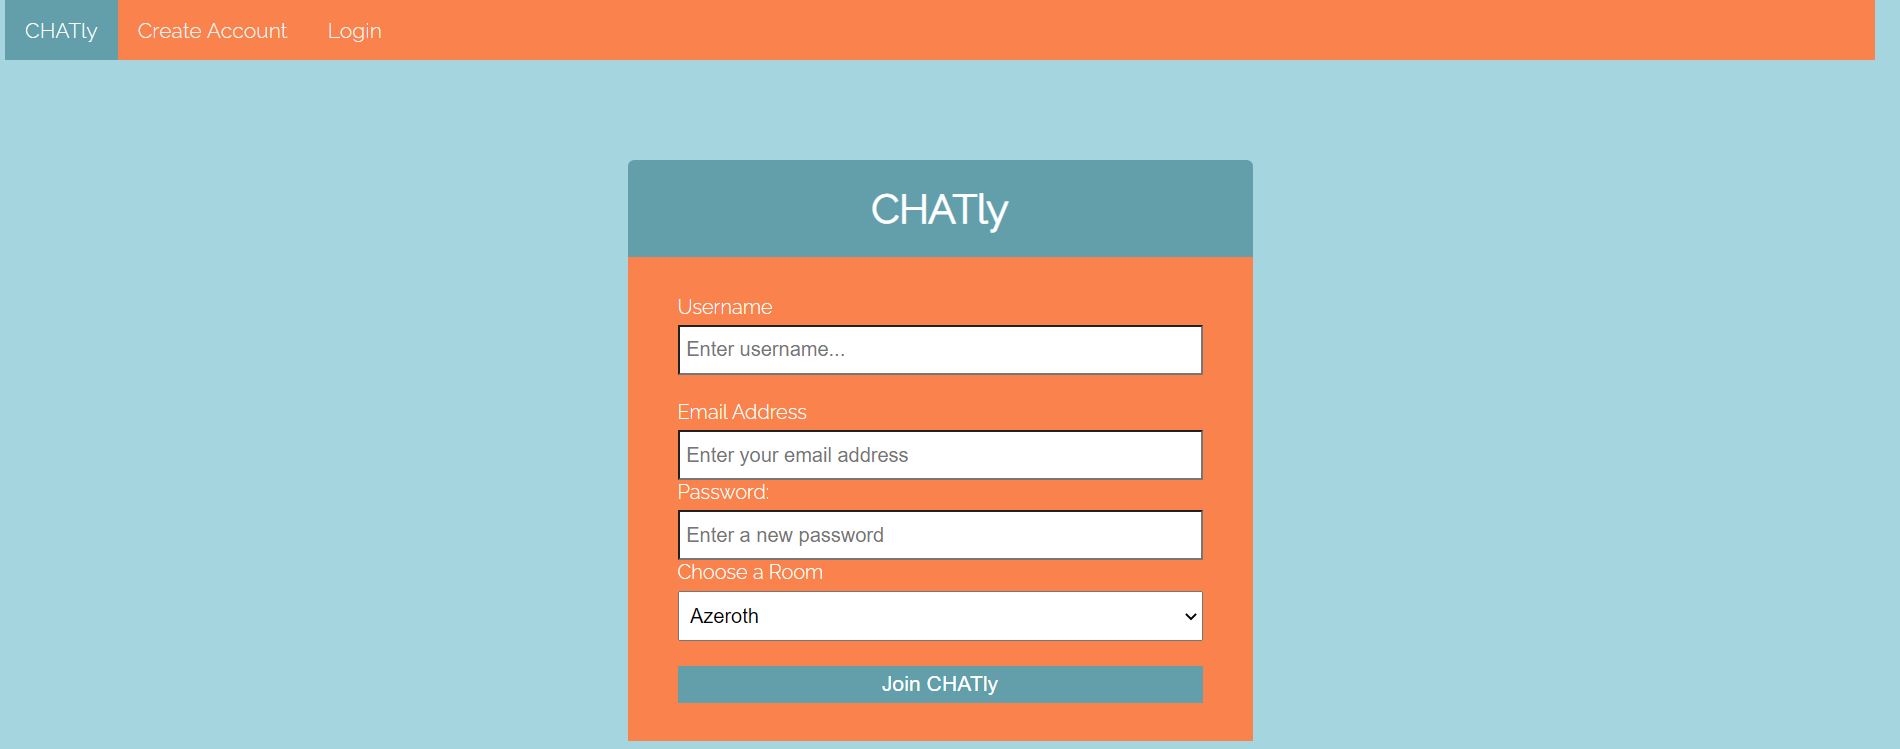 CHATly Create Account Login
CHATly
Username
Enter username...
Email Address
Enter your email address
Password:
Enter a new password
Choose a Room
Azeroth
Join CHATly